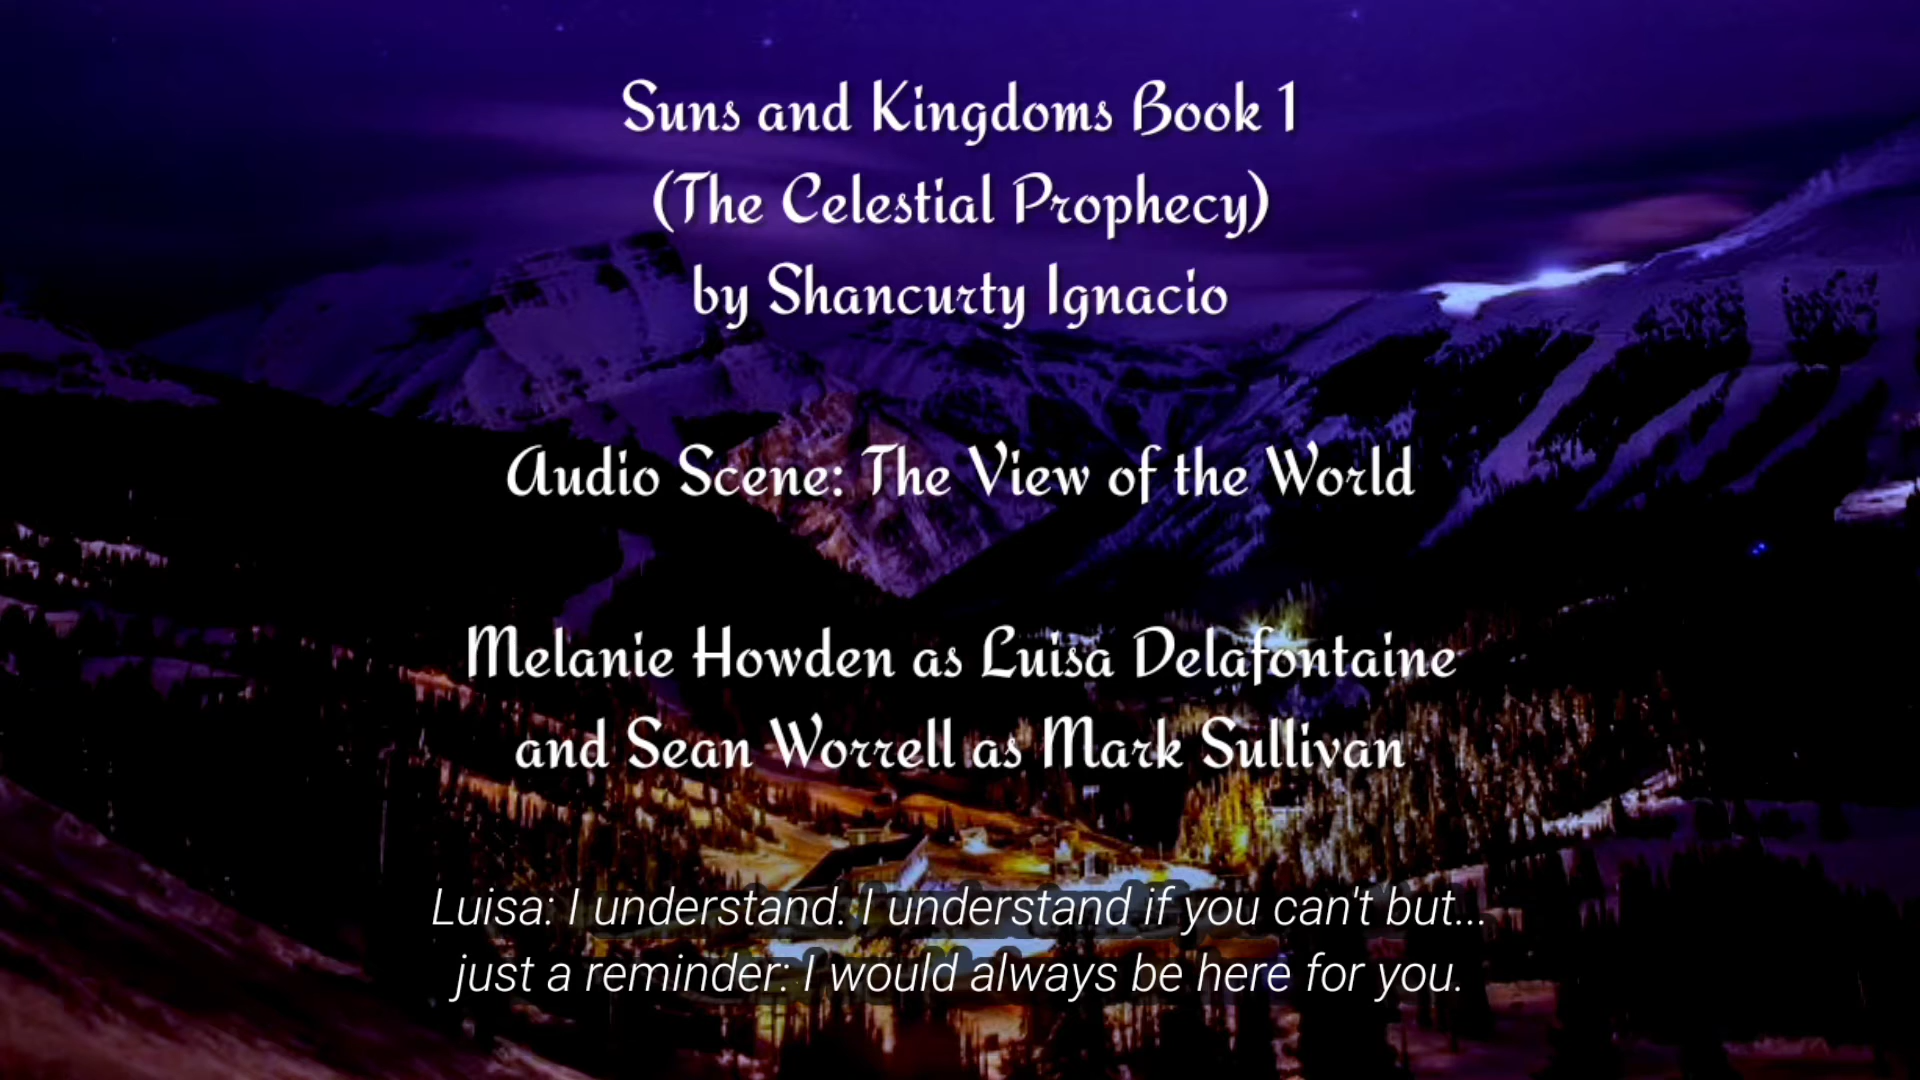 Suns and Kingdoms Book 1
(The Celestial Prophecy)
by Shancurty Ignacio
Audio Scene: The View of the World
Melanie Howden as Luisa Delafontaine
and Sean Worrell as Mark Sullivan
Luisa: I understand. I understand if you can't but...
just a reminder: I would always be here for you.